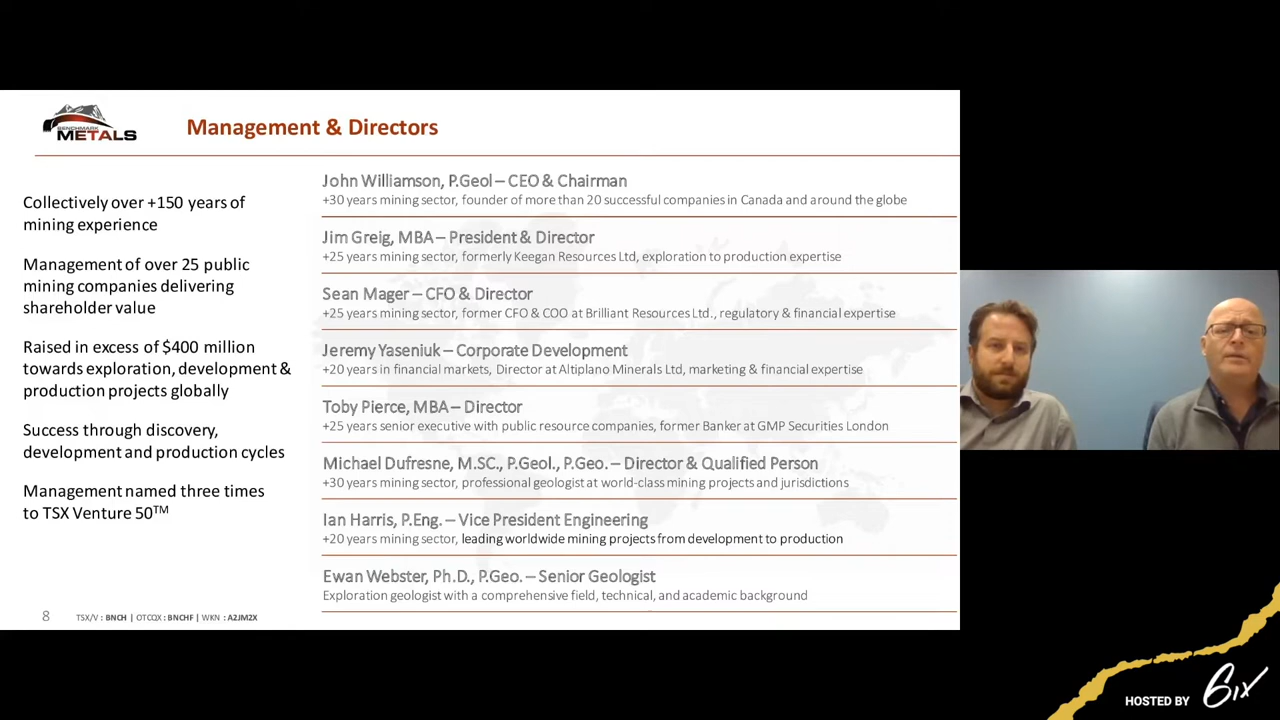 BENCHMARK
METALS
Management & Directors
Collectively over +150 years of
mining experience
Management of over 25 public
mining companies delivering
shareholder value
Raised in excess of $400 million
towards exploration, development &
production projects globally
Success through discovery,
development and production cycles
Management named three times
to TSX Venture 50TM
John Williamson, P.Geol – CEO & Chairman
+30 years mining sector, founder of more than 20 successful companies in Canada and around the globe
Jim Greig, MBA – President & Director
+25 years mining sector, formerly Keegan Resources Ltd, exploration to production expertise
Sean Mager – CFO & Director
+25 years mining sector, former CFO & COO at Brilliant Resources Ltd., regulatory & financial expertise
Jeremy Yaseniuk – Corporate Development
+20 years in financial markets, Director at Altiplano Minerals Ltd, marketing & financial expertise
Toby Pierce, MBA – Director
+25 years senior executive with public resource companies, former Banker at GMP Securities London
Michael Dufresne, M.SC., P.Geol., P.Geo. – Director & Qualified Person
+30 years mining sector, professional geologist at world-class mining projects and jurisdictions
Ian Harris, P.Eng. – Vice President Engineering
+20 years mining sector, leading worldwide mining projects from development to production
Ewan Webster, Ph.D., P.Geo. – Senior Geologist
Exploration geologist with a comprehensive field, technical, and academic background
8 TSX/V : BNCH | OTCQX : BNCHF | WKN : A2JM2X
HOSTED BY 6ix